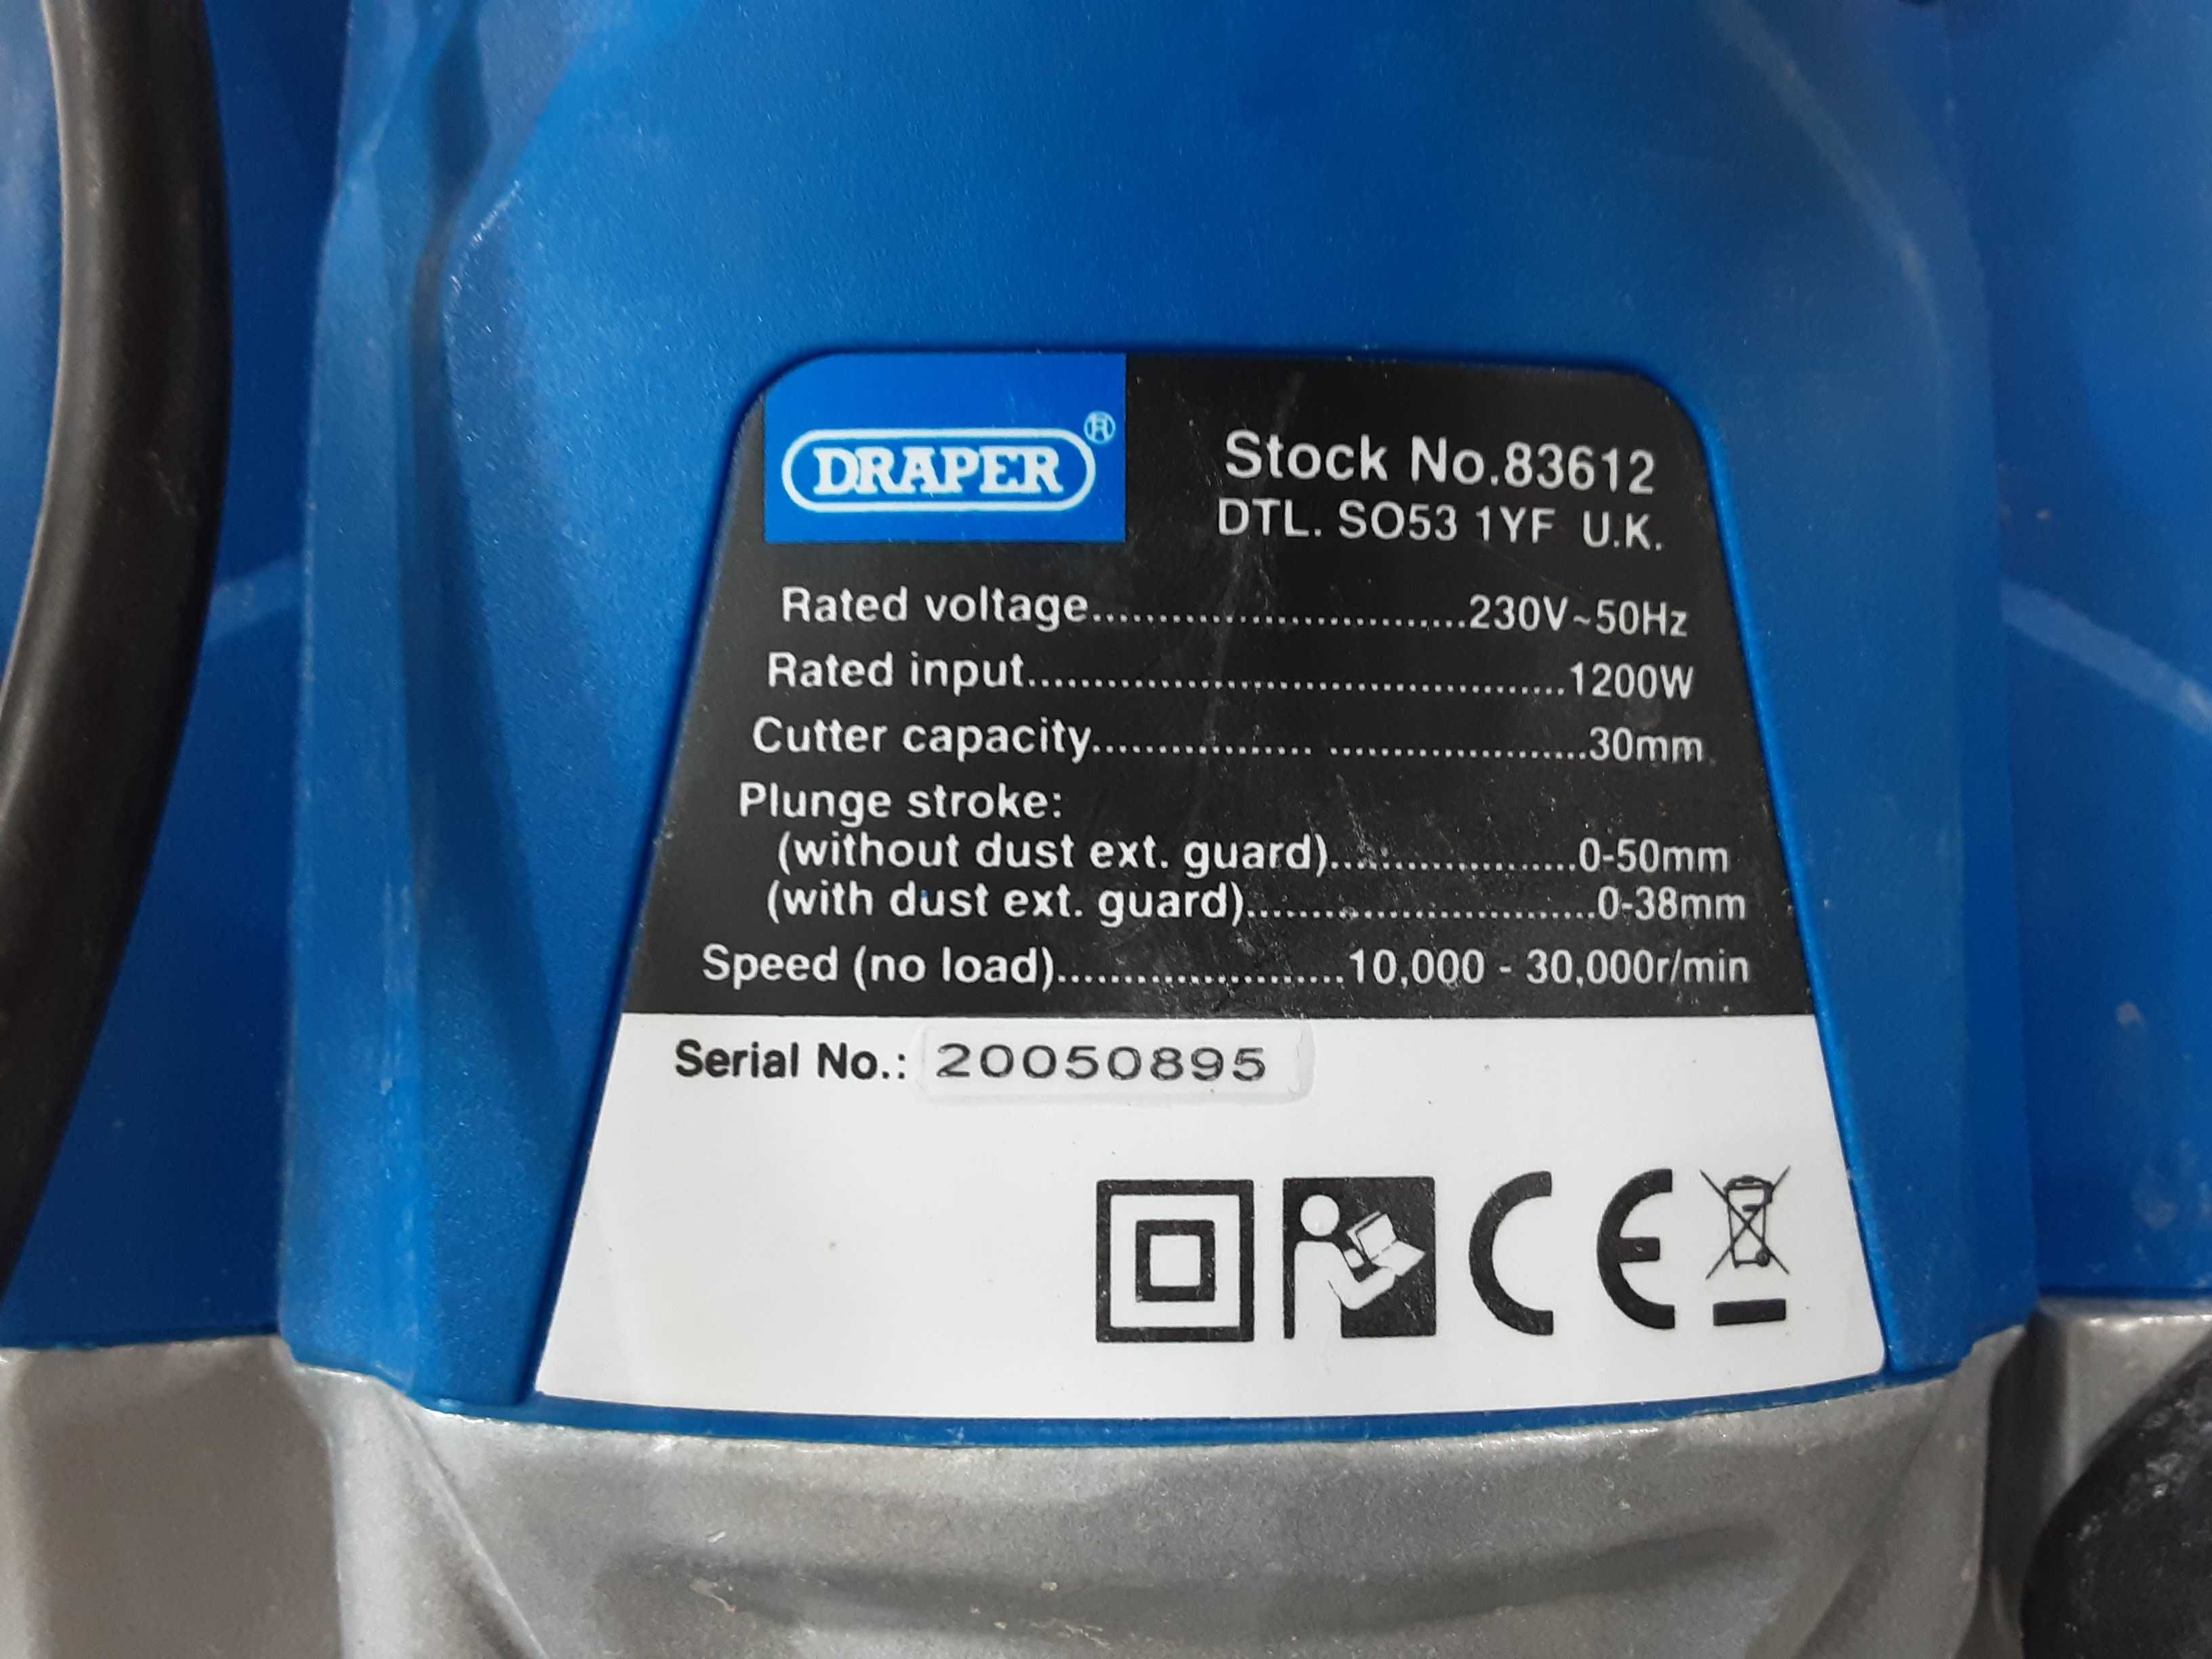 DRAPER®
Stock No.83612
DTL. SO53 1YF U.K.
Rated voltage............................230V~50Hz
Rated input........................................1200W
Cutter capacity....................................30mm
Plunge stroke:
(without dust ext. guard)..................0-50mm
(with dust ext. guard)..........................0-38mm
Speed (no load).....................10,000 - 30,000r/min
Serial No.: 20050895
CE